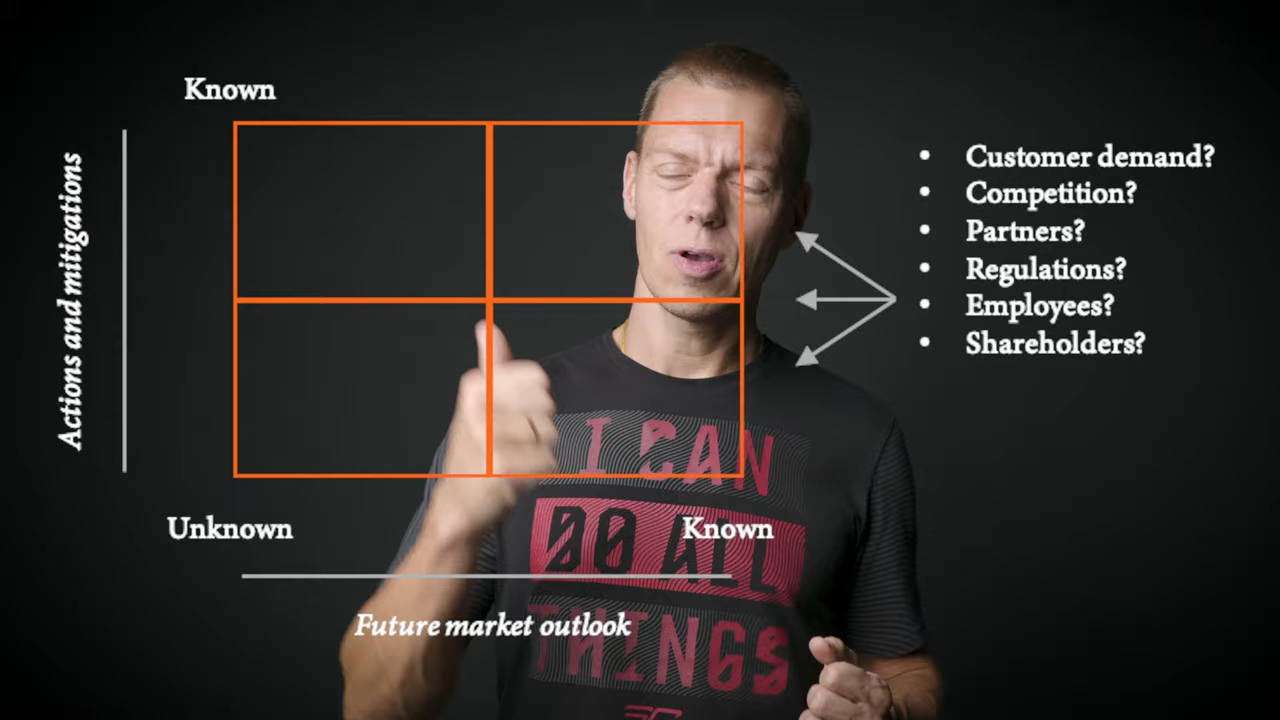 Known
Actions and mitigations
• Customer demand?
• Competition?
• Partners?
• Regulations?
• Employees?
• Shareholders?
I CAN
DO ALL
THINGS
Unknown
Known
Future market outlook